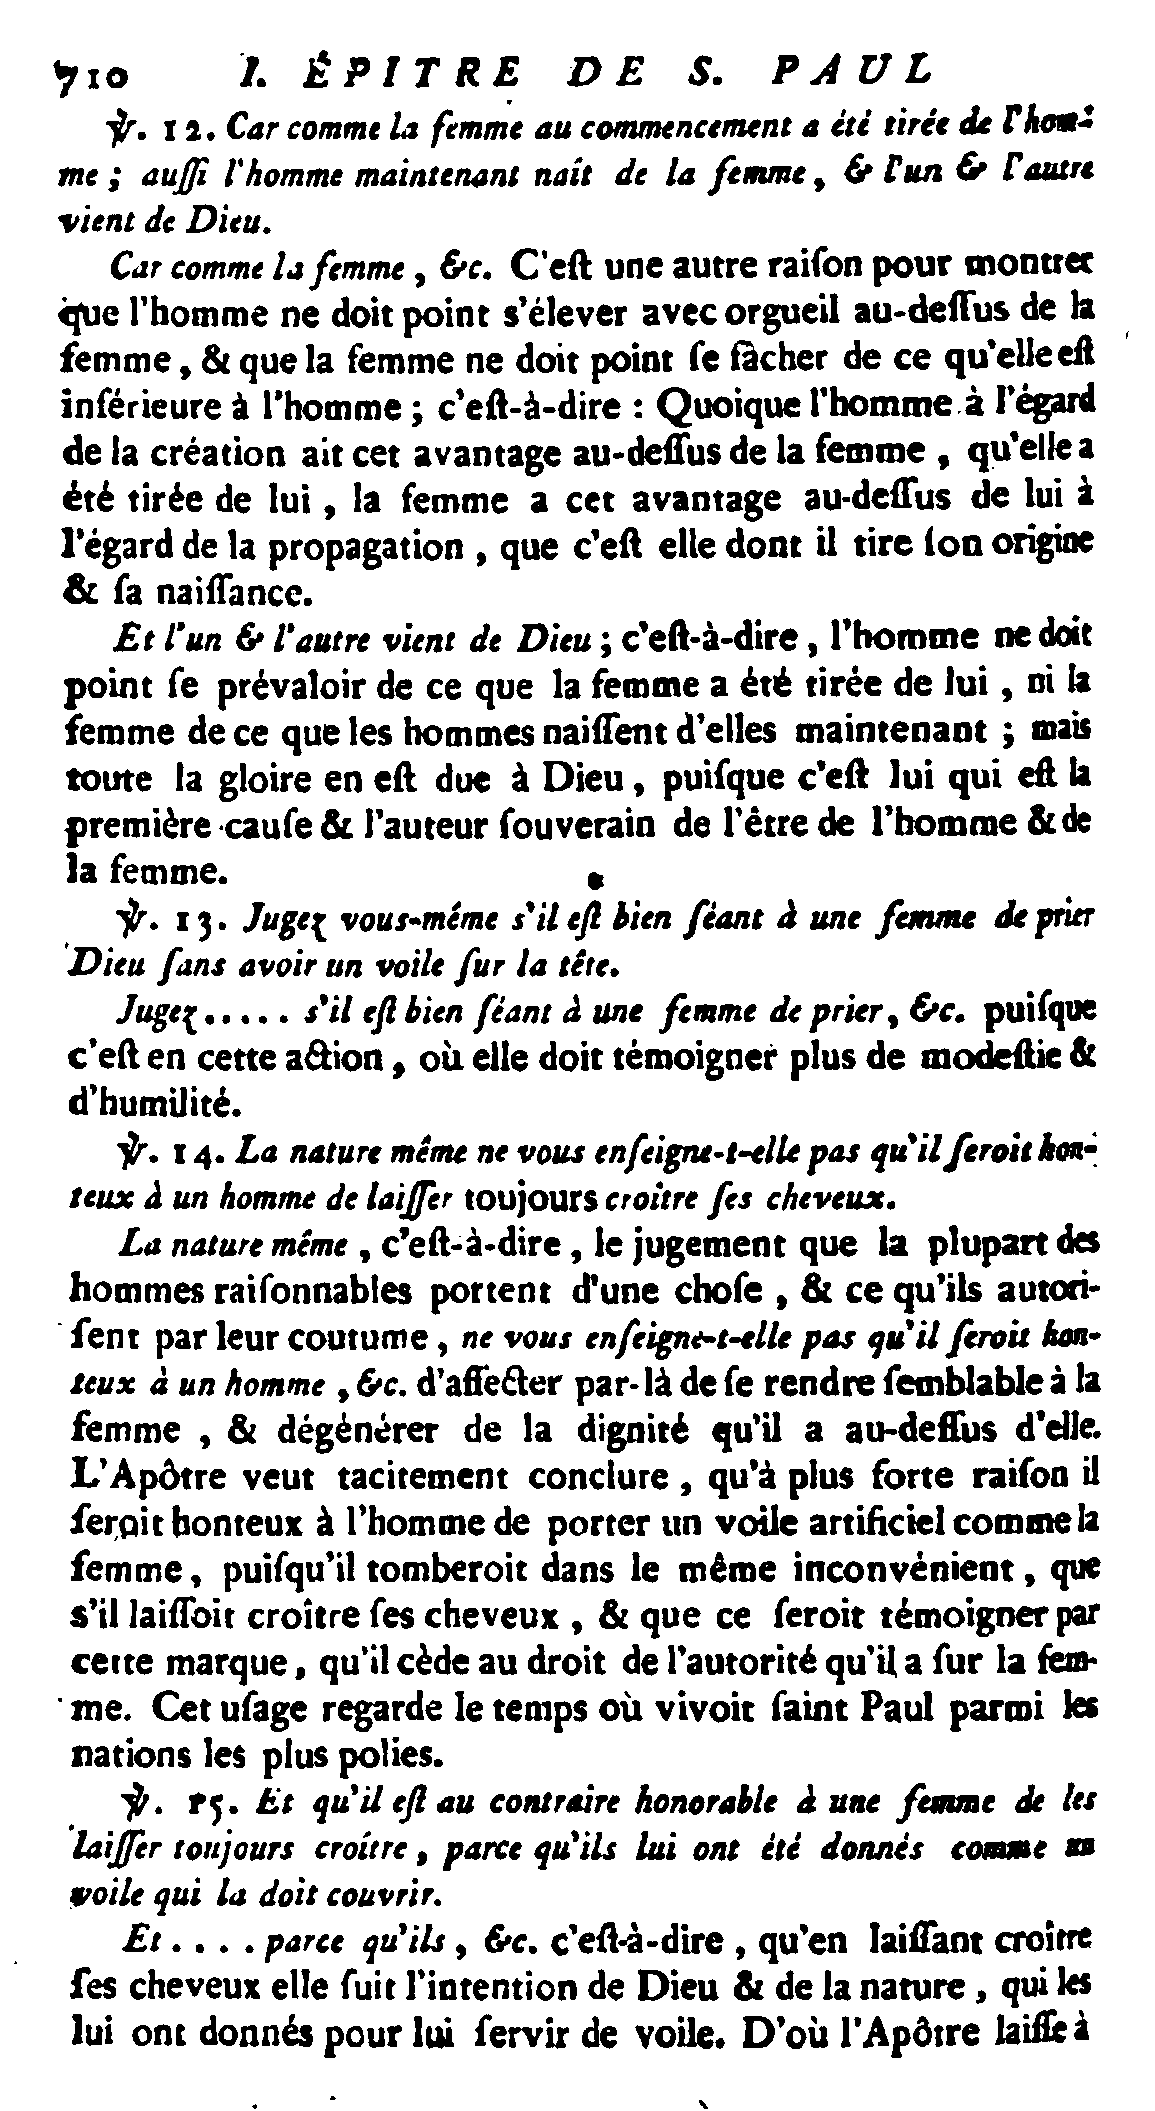 710 I. ÉPITRE DE S. PAUL
℣. 12. Car comme la femme au commencement a été tirée de l'hom-
me ; auſſi l'homme maintenant naît de la femme, & l'un & l'autre
vient de Dieu.
Car comme la femme, &c. C'eſt une autre raiſon pour montrer
que l'homme ne doit point s'élever avec orgueil au-deſſus de la
femme, & que la femme ne doit point ſe fâcher de ce qu'elle eſt
inférieure à l'homme ; c'eſt-à-dire : Quoique l'homme à l'égard
de la création ait cet avantage au-deſſus de la femme, qu'elle a
été tirée de lui, la femme a cet avantage au-deſſus de lui à
l'égard de la propagation, que c'eſt elle dont il tire ſon origine
& ſa naiſſance.
Et l'un & l'autre vient de Dieu ; c'eſt-à-dire, l'homme ne doit
point ſe prévaloir de ce que la femme a été tirée de lui, ni la
femme de ce que les hommes naiſſent d'elles maintenant ; mais
toute la gloire en eſt due à Dieu, puiſque c'eſt lui qui eſt la
première cauſe & l'auteur ſouverain de l'être de l'homme & de
la femme.
℣. 13. Jugez vous-même s'il eſt bien ſéant à une femme de prier
Dieu ſans avoir un voile ſur la tête.
Jugez..... s'il eſt bien ſéant à une femme de prier, &c. puiſque
c'eſt en cette action, où elle doit témoigner plus de modeſtie &
d'humilité.
℣. 14. La nature même ne vous enſeigne-t-elle pas qu'il ſeroit hon-
teux à un homme de laiſſer toujours croître ſes cheveux.
La nature même, c'eſt-à-dire, le jugement que la plupart des
hommes raiſonnables portent d'une choſe, & ce qu'ils autori-
ſent par leur coutume, ne vous enſeigne-t-elle pas qu'il ſeroit hon-
teux à un homme, &c. d'affecter par-là de ſe rendre ſemblable à la
femme, & dégénérer de la dignité qu'il a au-deſſus d'elle.
L'Apôtre veut tacitement conclure, qu'à plus forte raiſon il
ſeroit honteux à l'homme de porter un voile artificiel comme la
femme, puiſqu'il tomberoit dans le même inconvénient, que
s'il laiſſoit croître ſes cheveux, & que ce ſeroit témoigner par
cette marque, qu'il cède au droit de l'autorité qu'il a ſur la fem-
me. Cet uſage regarde le temps où vivoit ſaint Paul parmi les
nations les plus polies.
℣. 15. Et qu'il eſt au contraire honorable à une femme de les
laiſſer toujours croître, parce qu'ils lui ont été donnés comme un
voile qui la doit couvrir.
Et.... parce qu'ils, &c. c'eſt-à-dire, qu'en laiſſant croître
ſes cheveux elle ſuit l'intention de Dieu & de la nature, qui les
lui ont donnés pour lui ſervir de voile. D'où l'Apôtre laiſſe à